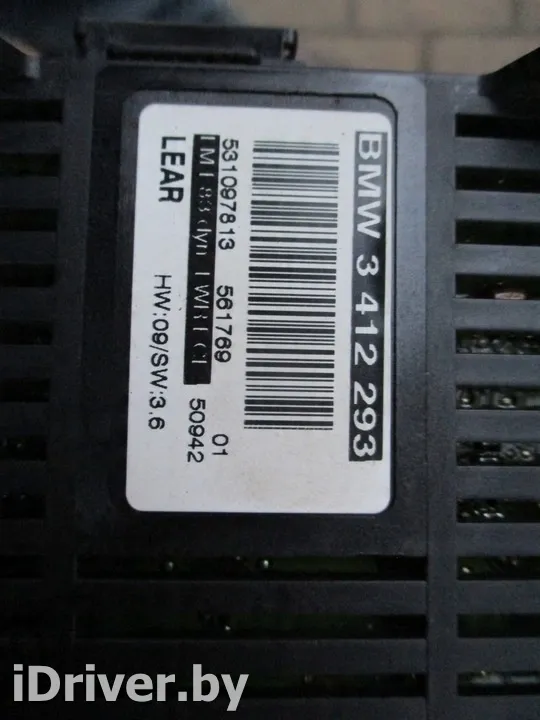 BMW 3 412 293
531097813 561769 01
50942
LEAR HW:09/SW:3.6
iDriver.by